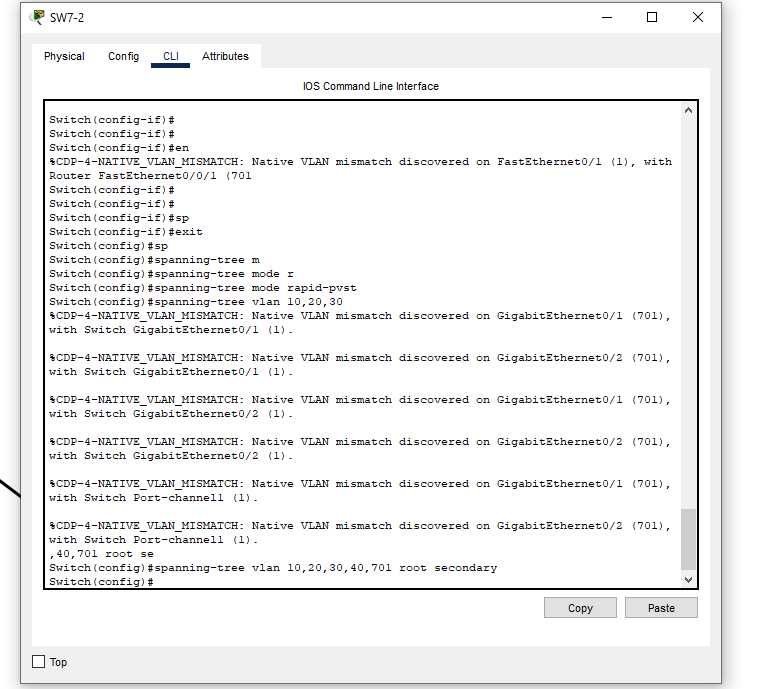 SW7-2
Physical Config CLI Attributes
IOS Command Line Interface
Switch(config-if)#
Switch(config-if)#
Switch(config-if)#en
%CDP-4-NATIVE_VLAN_MISMATCH: Native VLAN mismatch discovered on FastEthernet0/1 (1), with
Router FastEthernet0/0/1 (701
Switch(config-if)#
Switch(config-if)#
Switch(config-if)#sp
Switch(config-if)#exit
Switch(config)#sp
Switch(config)#spanning-tree m
Switch(config)#spanning-tree mode r
Switch(config)#spanning-tree mode rapid-pvst
Switch(config)#spanning-tree vlan 10,20,30
%CDP-4-NATIVE_VLAN_MISMATCH: Native VLAN mismatch discovered on GigabitEthernet0/1 (701),
with Switch GigabitEthernet0/1 (1).
%CDP-4-NATIVE_VLAN_MISMATCH: Native VLAN mismatch discovered on GigabitEthernet0/2 (701),
with Switch GigabitEthernet0/1 (1).
%CDP-4-NATIVE_VLAN_MISMATCH: Native VLAN mismatch discovered on GigabitEthernet0/1 (701),
with Switch GigabitEthernet0/2 (1).
%CDP-4-NATIVE_VLAN_MISMATCH: Native VLAN mismatch discovered on GigabitEthernet0/2 (701),
with Switch GigabitEthernet0/2 (1).
%CDP-4-NATIVE_VLAN_MISMATCH: Native VLAN mismatch discovered on GigabitEthernet0/1 (701),
with Switch Port-channel1 (1).
%CDP-4-NATIVE_VLAN_MISMATCH: Native VLAN mismatch discovered on GigabitEthernet0/2 (701),
with Switch Port-channel1 (1).
,40,701 root se
Switch(config)#spanning-tree vlan 10,20,30,40,701 root secondary
Switch(config)#
Copy Paste
Top